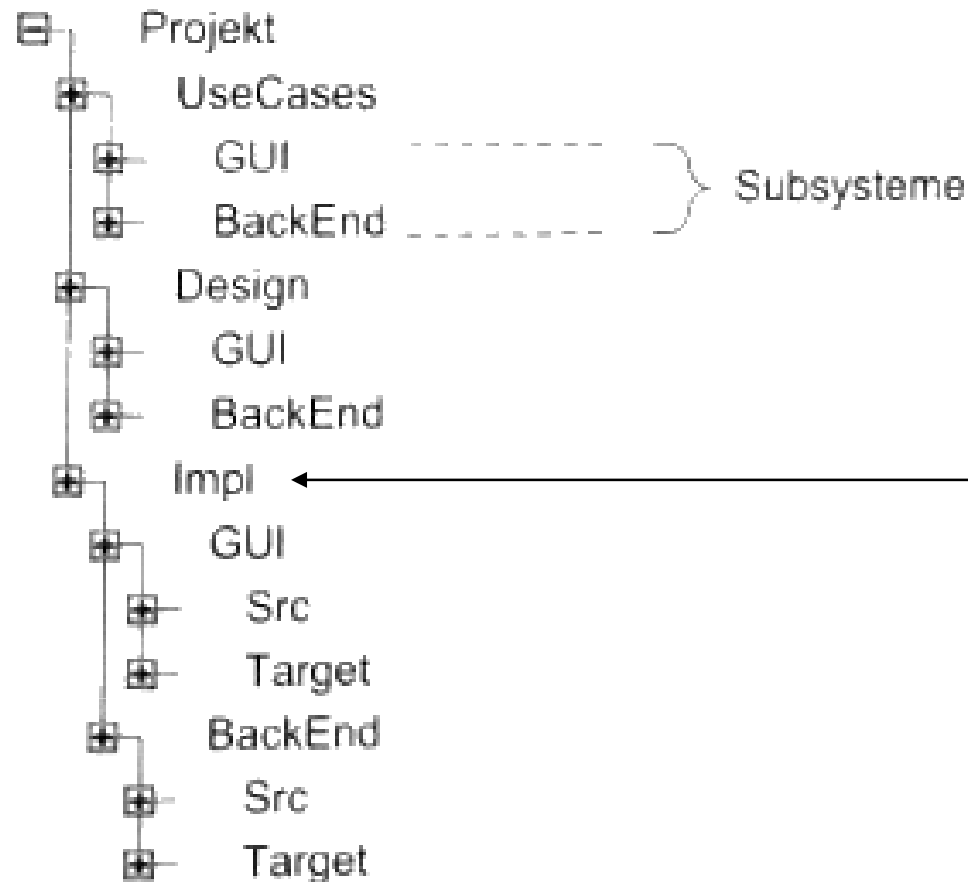 Projekt
UseCases
GUI
Subsysteme
BackEnd
Design
GUI
BackEnd
Impl
GUI
Src
Target
BackEnd
Src
Target